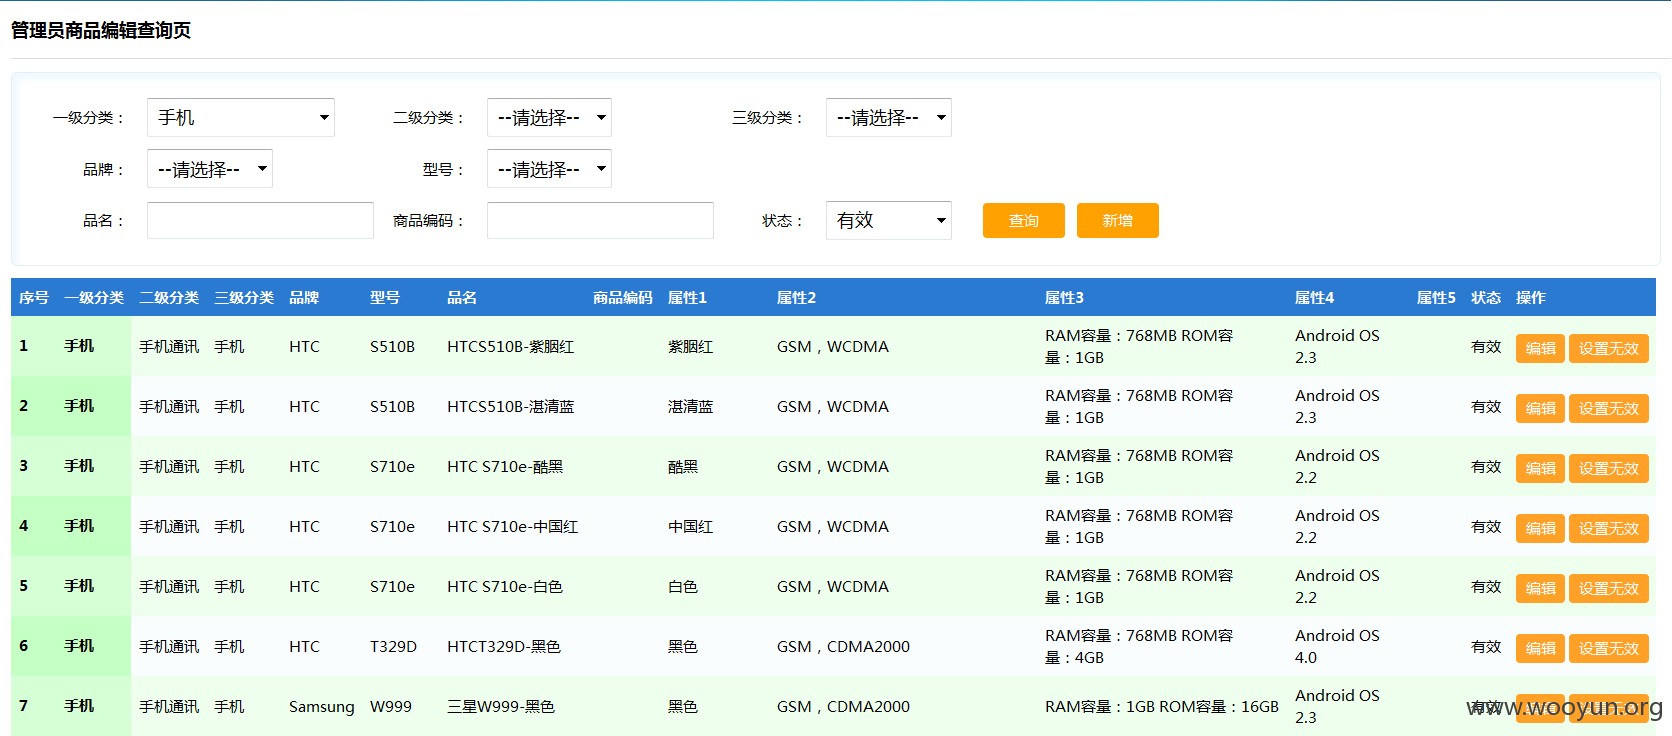 管理员商品编辑查询页
一级分类： 手机 二级分类： --请选择-- 三级分类： --请选择--
品牌： --请选择-- 型号： --请选择--
品名： 商品编码： 状态： 有效 查询 新增
序号 一级分类 二级分类 三级分类 品牌 型号 品名 商品编码 属性1 属性2 属性3 属性4 属性5 状态 操作
1 手机 手机通讯 手机 HTC S510B HTCS510B-紫胭红 紫胭红 GSM，WCDMA RAM容量：768MB ROM容 Android OS 有效 编辑 设置无效
量：1GB 2.3
2 手机 手机通讯 手机 HTC S510B HTCS510B-湛清蓝 湛清蓝 GSM，WCDMA RAM容量：768MB ROM容 Android OS 有效 编辑 设置无效
量：1GB 2.3
3 手机 手机通讯 手机 HTC S710e HTC S710e-酷黑 酷黑 GSM，WCDMA RAM容量：768MB ROM容 Android OS 有效 编辑 设置无效
量：1GB 2.2
4 手机 手机通讯 手机 HTC S710e HTC S710e-中国红 中国红 GSM，WCDMA RAM容量：768MB ROM容 Android OS 有效 编辑 设置无效
量：1GB 2.2
5 手机 手机通讯 手机 HTC S710e HTC S710e-白色 白色 GSM，WCDMA RAM容量：768MB ROM容 Android OS 有效 编辑 设置无效
量：1GB 2.2
6 手机 手机通讯 手机 HTC T329D HTCT329D-黑色 黑色 GSM，CDMA2000 RAM容量：768MB ROM容 Android OS 有效 编辑 设置无效
量：4GB 4.0
7 手机 手机通讯 手机 Samsung W999 三星W999-黑色 黑色 GSM，CDMA2000 RAM容量：1GB ROM容量：16GB Android OS 有效 编辑 设置无效
2.3
www.wooyun.org